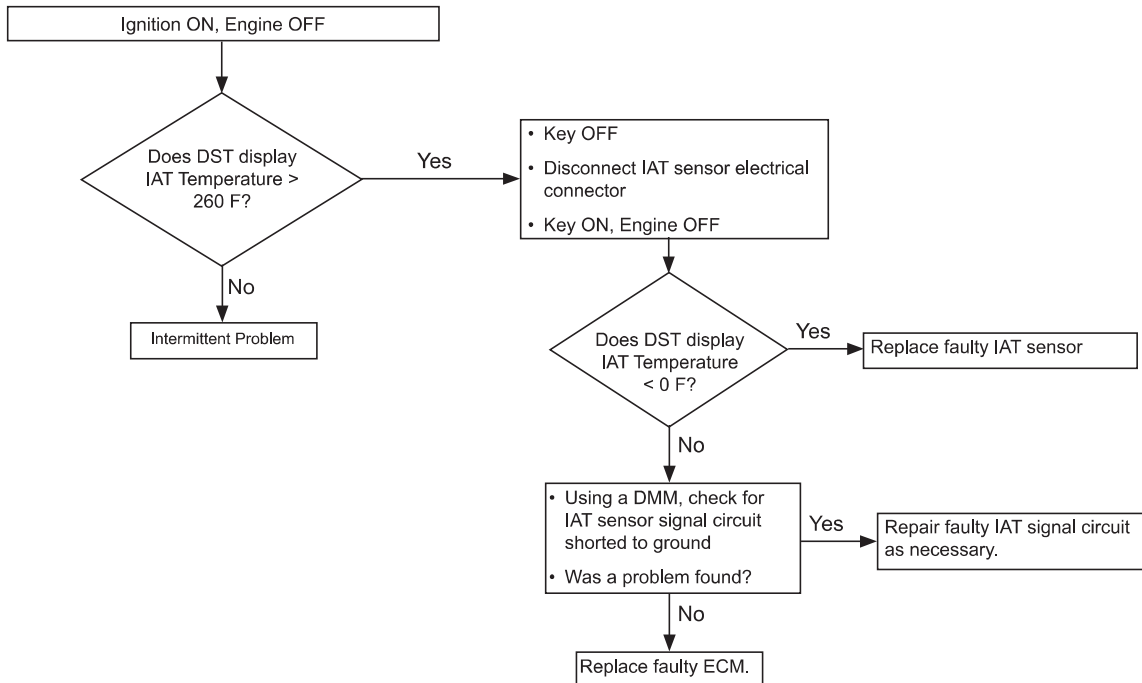 Ignition ON, Engine OFF
Does DST display
IAT Temperature >
260 F?
Yes
No
Intermittent Problem
• Key OFF
• Disconnect IAT sensor electrical
connector
• Key ON, Engine OFF
Does DST display
IAT Temperature
< 0 F?
Yes
Replace faulty IAT sensor
No
• Using a DMM, check for
IAT sensor signal circuit
shorted to ground
• Was a problem found?
Yes
Repair faulty IAT signal circuit
as necessary.
No
Replace faulty ECM.